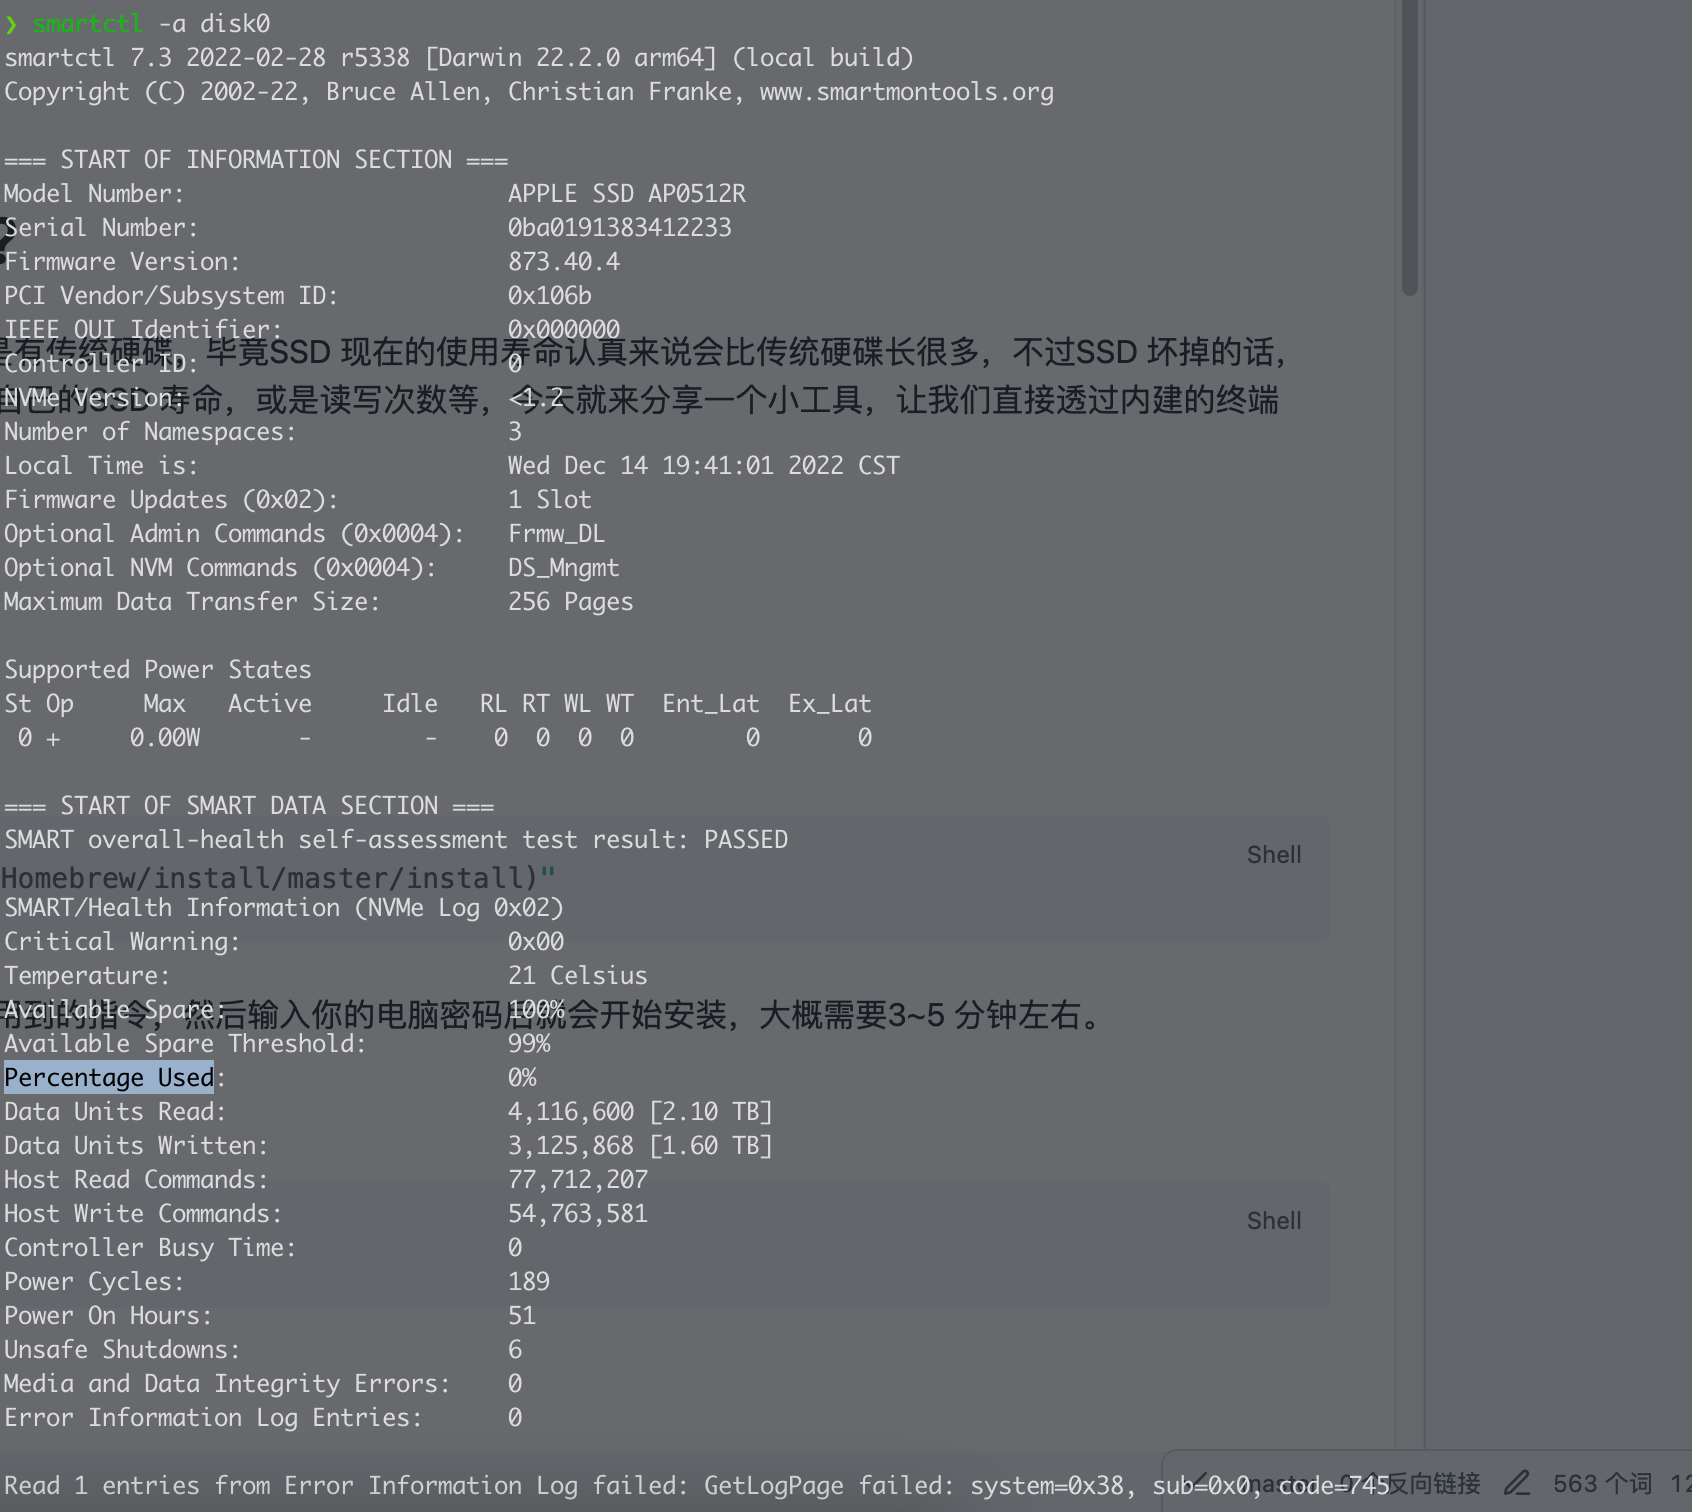 ❯ smartctl -a disk0
smartctl 7.3 2022-02-28 r5338 [Darwin 22.2.0 arm64] (local build)
Copyright (C) 2002-22, Bruce Allen, Christian Franke, www.smartmontools.org
=== START OF INFORMATION SECTION ===
Model Number: APPLE SSD AP0512R
Serial Number: 0ba0191383412233
Firmware Version: 873.40.4
PCI Vendor/Subsystem ID: 0x106b
IEEE OUI Identifier: 0x000000
是有传统硬碟，毕竟SSD 现在的使用寿命认真来说会比传统硬碟长很多，不过SSD 坏掉的话，
Controller ID: 0
自己的SSD 寿命，或是读写次数等，今天就来分享一个小工具，让我们直接透过内建的终端
NVMe Version: <1.2
Number of Namespaces: 3
Local Time is: Wed Dec 14 19:41:01 2022 CST
Firmware Updates (0x02): 1 Slot
Optional Admin Commands (0x0004): Frmw_DL
Optional NVM Commands (0x0004): DS_Mngmt
Maximum Data Transfer Size: 256 Pages
Supported Power States
St Op Max Active Idle RL RT WL WT Ent_Lat Ex_Lat
0 + 0.00W - - 0 0 0 0 0 0
=== START OF SMART DATA SECTION ===
SMART overall-health self-assessment test result: PASSED
Shell
Homebrew/install/master/install)"
SMART/Health Information (NVMe Log 0x02)
Critical Warning: 0x00
Temperature: 21 Celsius
Available Spare: 100%
用到的指令，然后输入你的电脑密码后就会开始安装，大概需要3~5 分钟左右。
Available Spare Threshold: 99%
Percentage Used: 0%
Data Units Read: 4,116,600 [2.10 TB]
Data Units Written: 3,125,868 [1.60 TB]
Host Read Commands: 77,712,207
Host Write Commands: 54,763,581
Shell
Controller Busy Time: 0
Power Cycles: 189
Power On Hours: 51
Unsafe Shutdowns: 6
Media and Data Integrity Errors: 0
Error Information Log Entries: 0
Read 1 entries from Error Information Log failed: GetLogPage failed: system=0x38, sub=0x0, code=745
master 0 个反向链接 563 个词 12